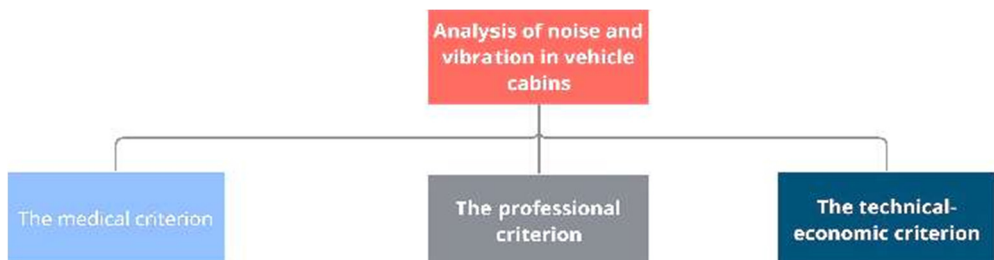 Analysis of noise and
vibration in vehicle
cabins
The medical criterion
The professional
criterion
The technical-
economic criterion